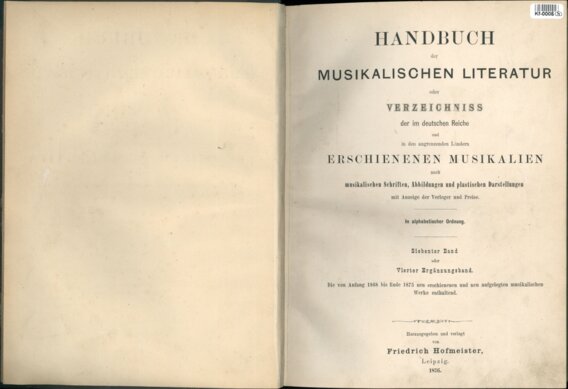 K1-0005
HANDBUCH
der
MUSIKALISCHEN LITERATUR
oder
VERZEICHNISS
der im deutschen Reiche
und
in den angrenzenden Ländern
ERSCHIENENEN MUSIKALIEN
auch
musikalischen Schriften, Abbildungen und plastischen Darstellungen
mit Anzeige der Verleger und Preise.
In alphabetischer Ordnung.
Siebenter Band
oder
Vierter Ergänzungsband.
Die von Anfang 1868 bis Ende 1873 neu erschienenen und neu aufgelegten musikalischen
Werke enthaltend.
Herausgegeben und verlegt
von
Friedrich Hofmeister,
Leipzig.
1876.